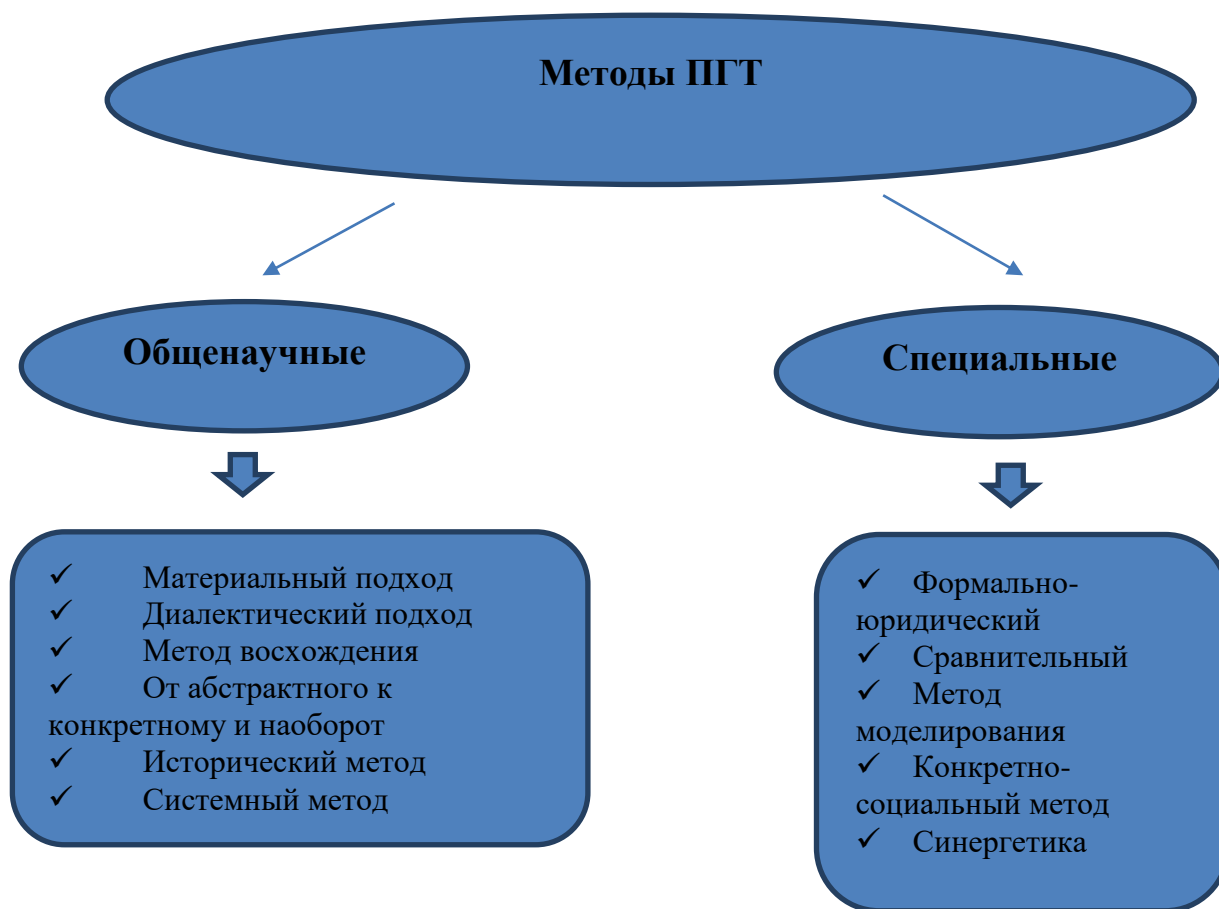 Методы ПГТ
Общенаучные
Специальные
✓ Материальный подход
✓ Диалектический подход
✓ Метод восхождения
✓ От абстрактного к
конкретному и наоборот
✓ Исторический метод
✓ Системный метод
✓ Формально-
юридический
✓ Сравнительный
✓ Метод
моделирования
✓ Конкретно-
социальный метод
✓ Синергетика